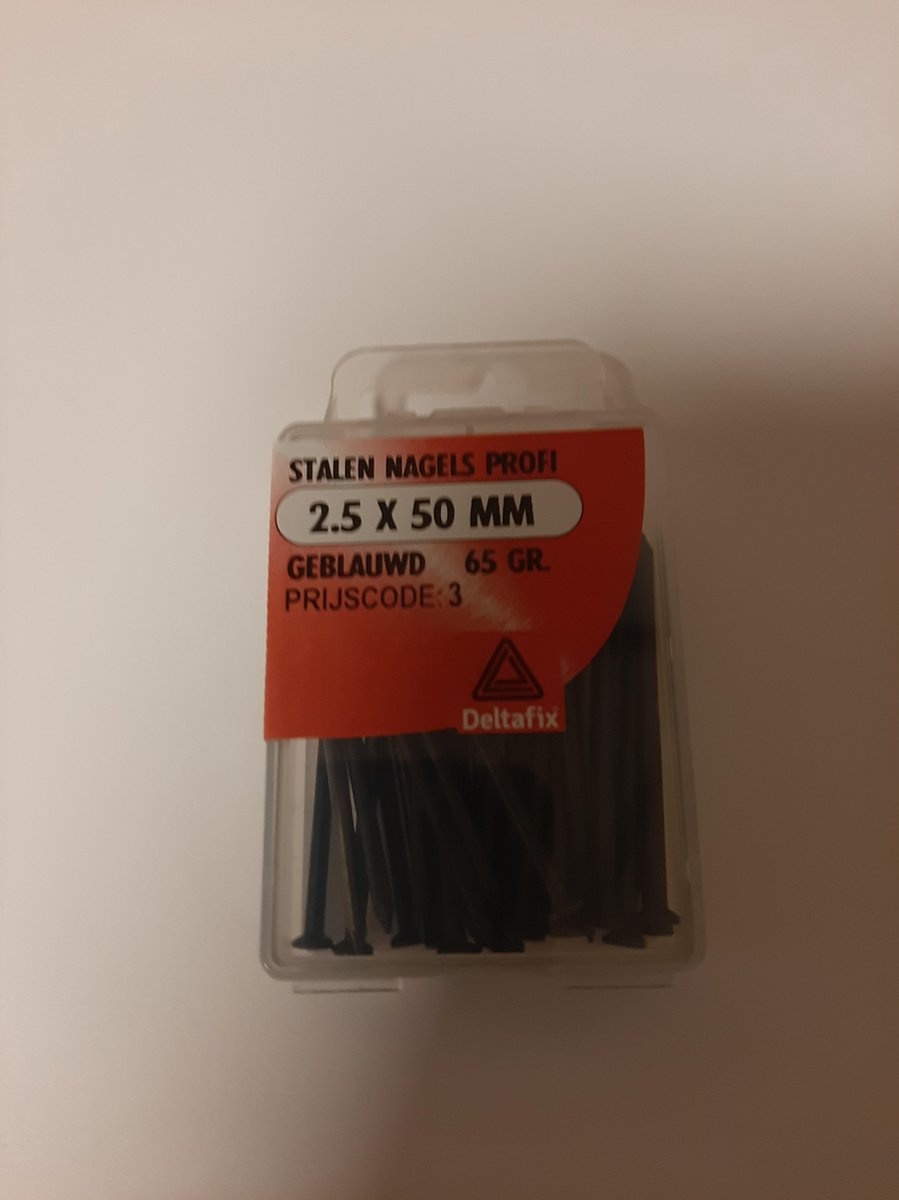 STALEN NAGELS PROFI
2.5 X 50 MM
GEBLAUWD 65 GR.
PRIJSCODE: 3
Deltafix